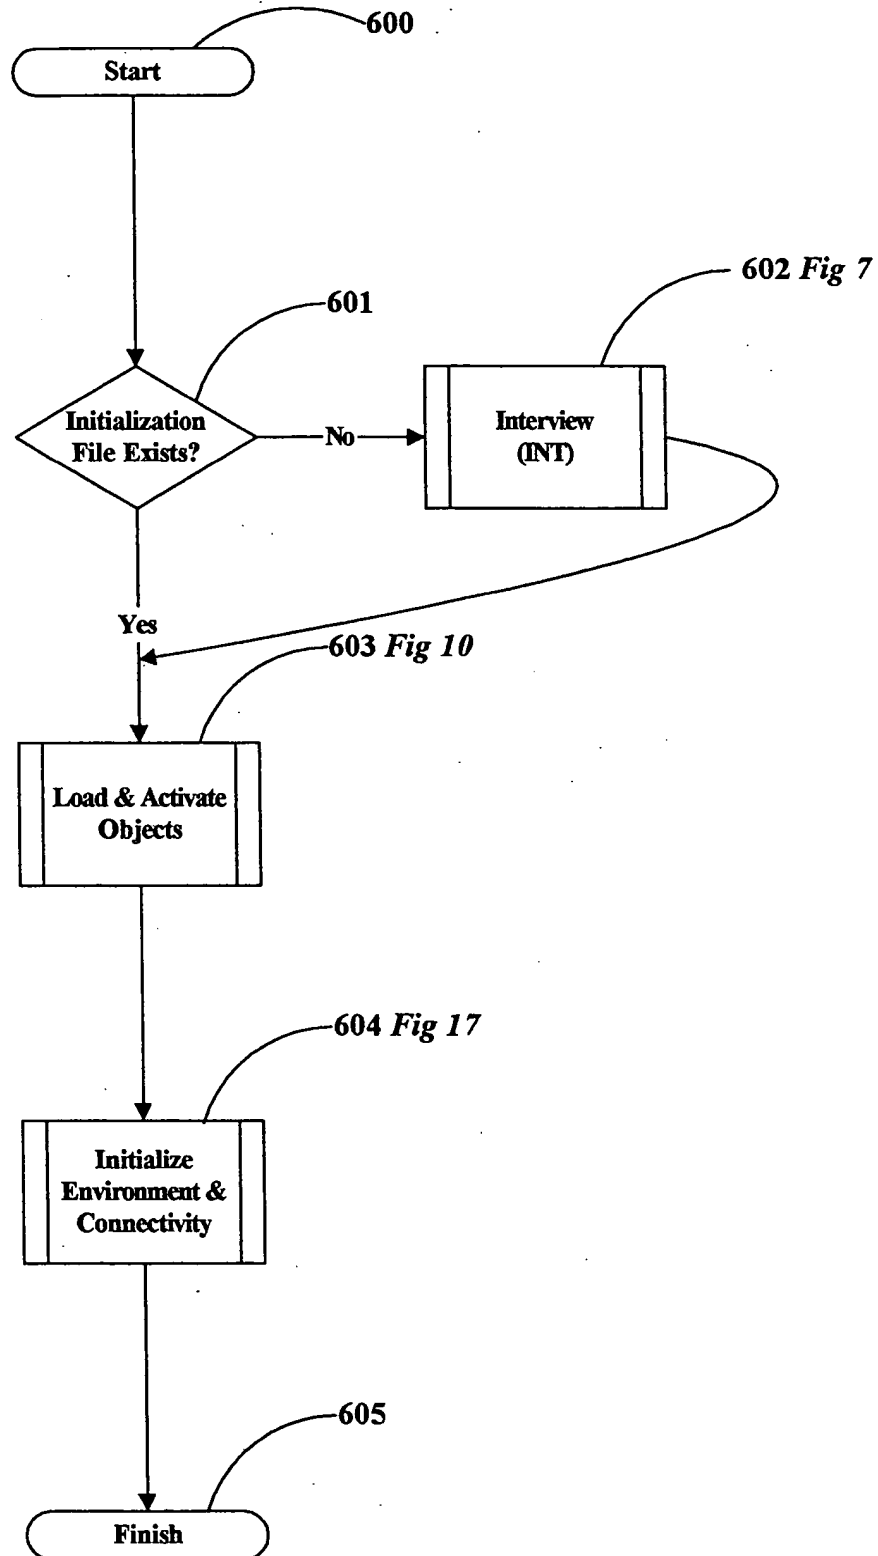 600
Start
602 Fig 7
601
Initialization
File Exists?
No
Interview
(INT)
Yes
603 Fig 10
Load & Activate
Objects
604 Fig 17
Initialize
Environment &
Connectivity
605
Finish